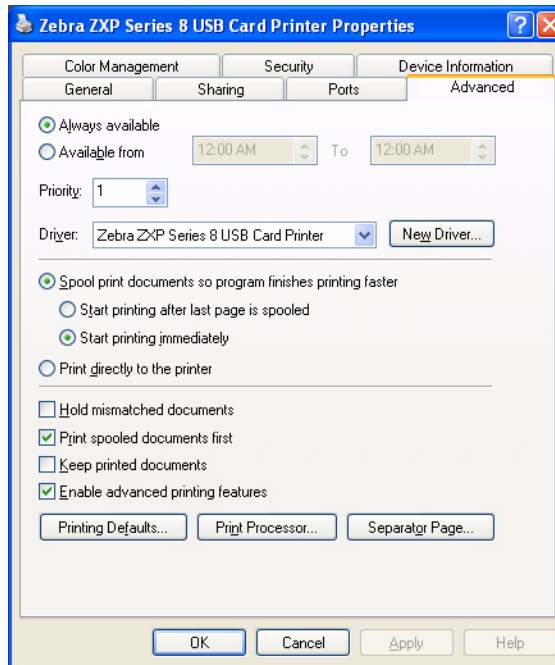 Zebra ZXP Series 8 USB Card Printer Properties
Color Management Security Device Information
General Sharing Ports Advanced
Always available
Available from 12:00 AM To 12:00 AM
Priority: 1
Driver: Zebra ZXP Series 8 USB Card Printer New Driver...
Spool print documents so program finishes printing faster
Start printing after last page is spooled
Start printing immediately
Print directly to the printer
Hold mismatched documents
Print spooled documents first
Keep printed documents
Enable advanced printing features
Printing Defaults... Print Processor... Separator Page...
OK Cancel Apply Help